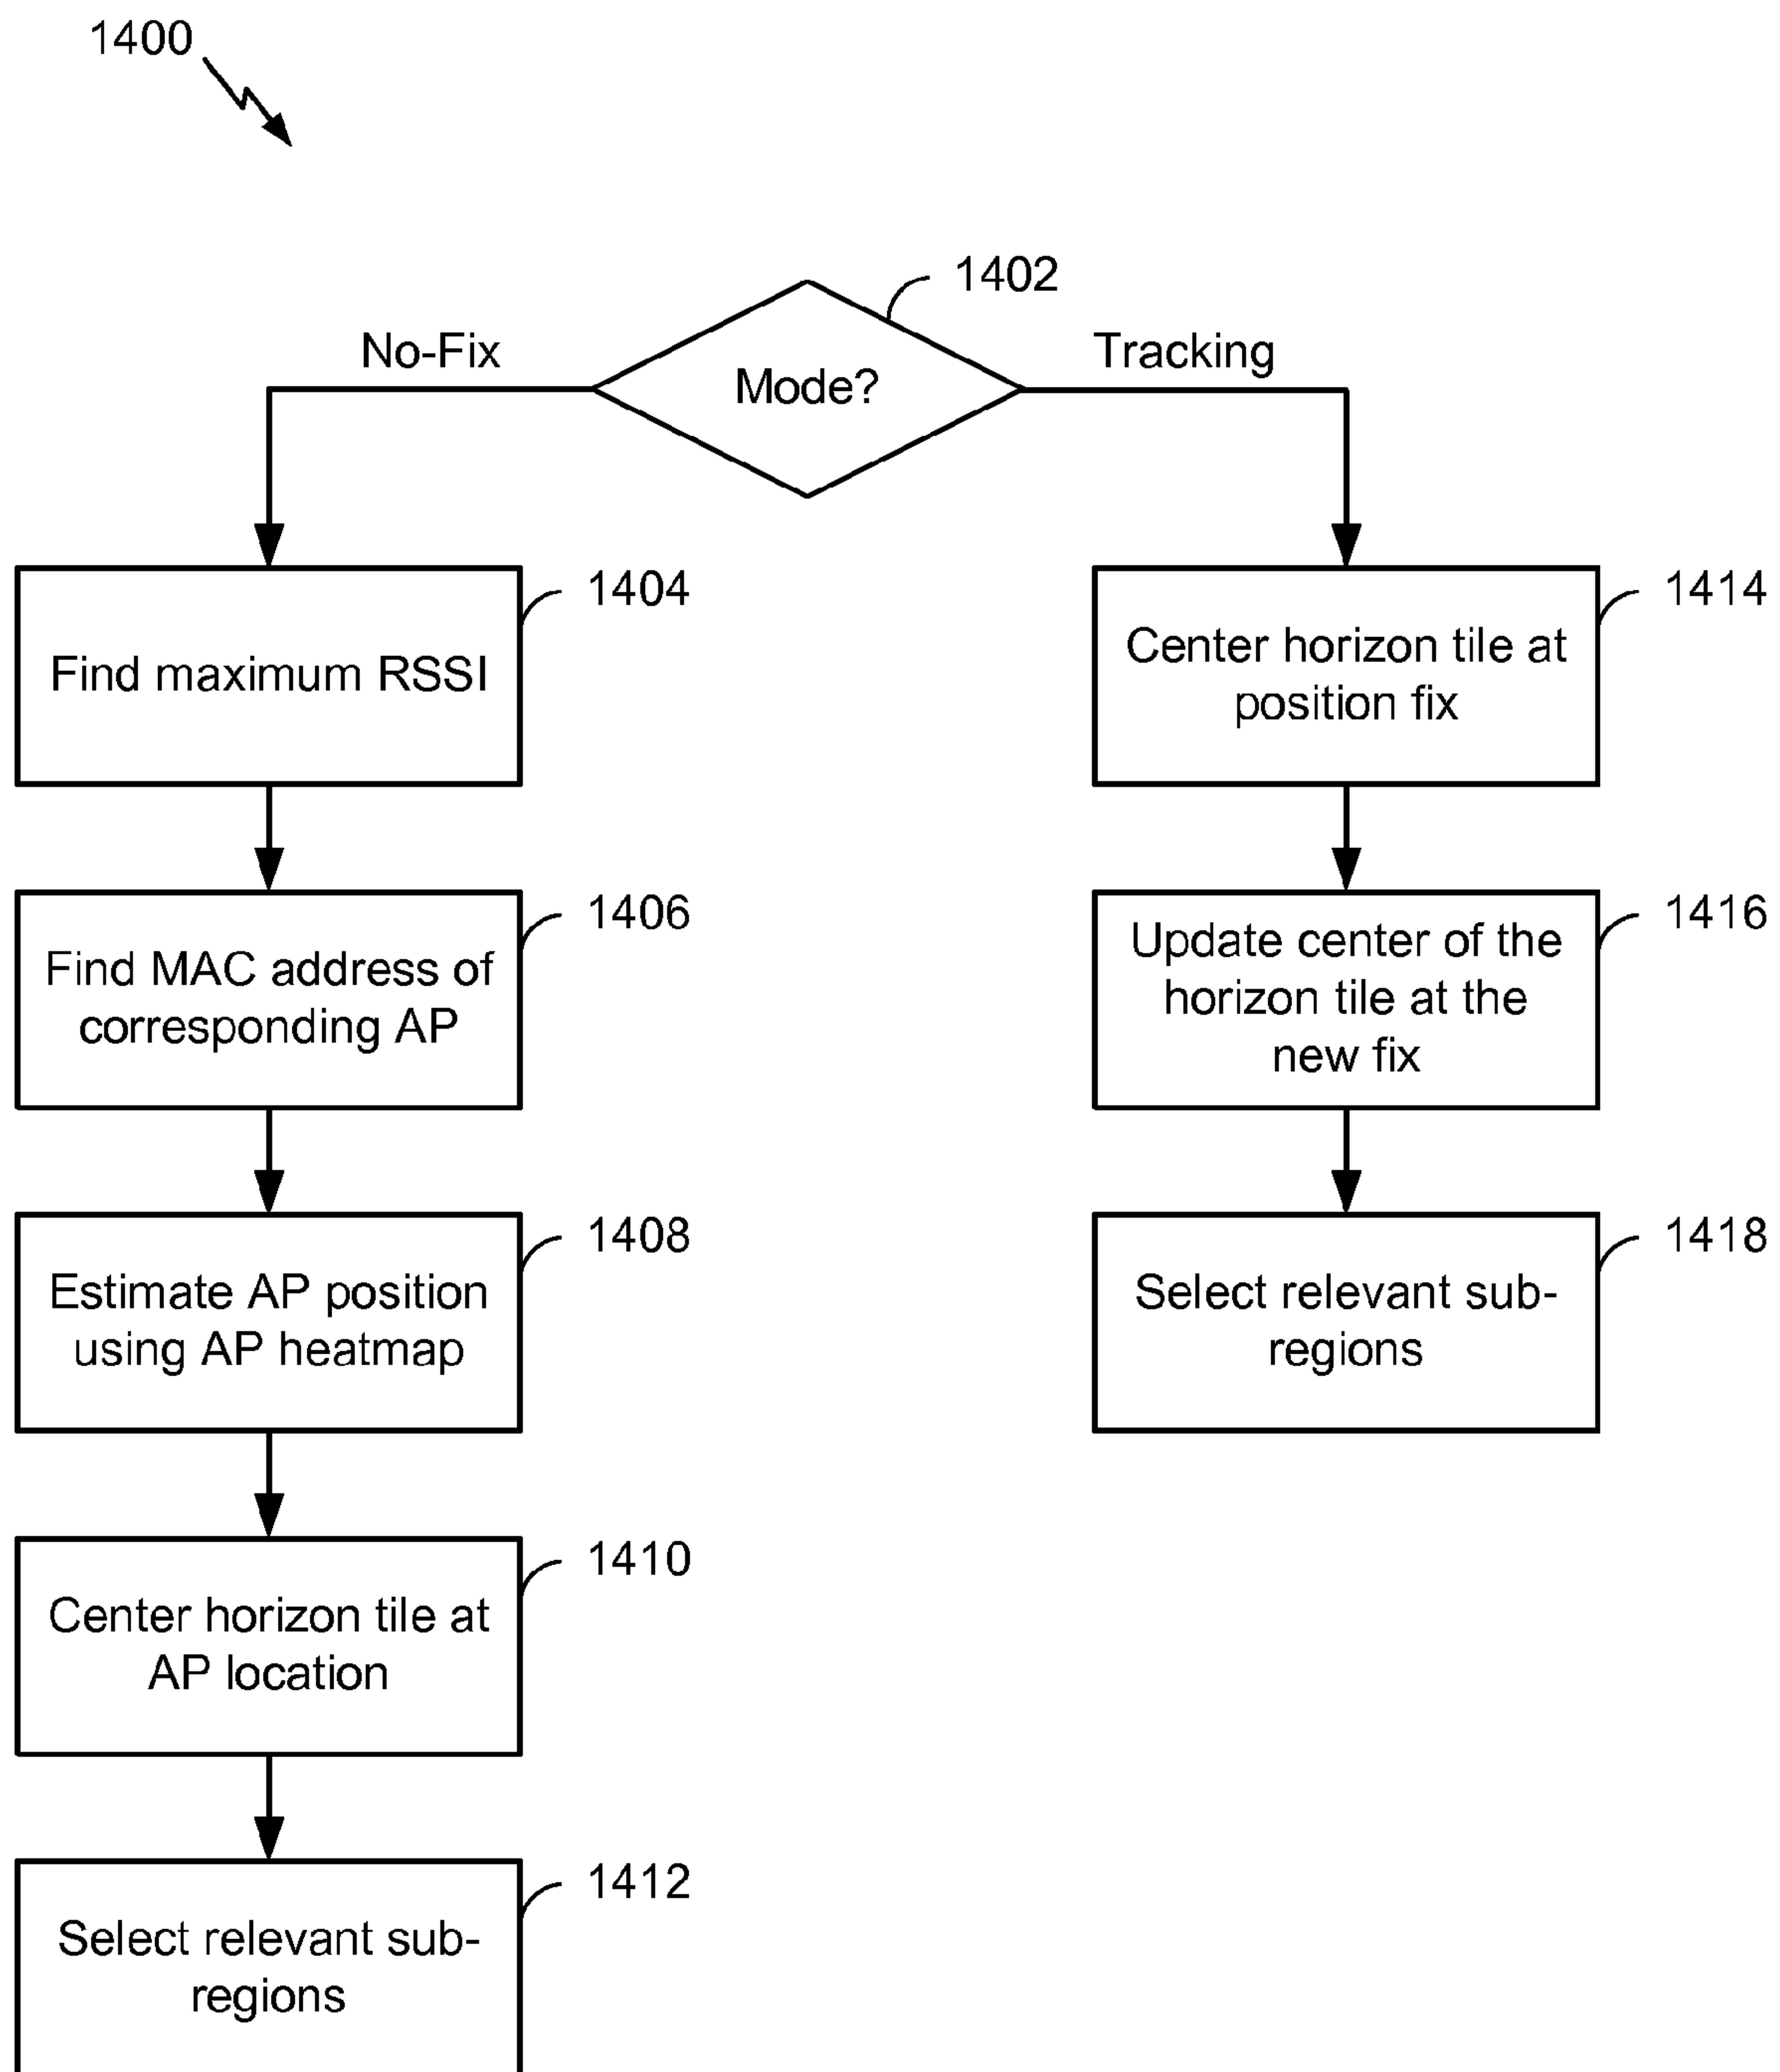 1400
1402
Mode?
No-Fix
Tracking
1404
Find maximum RSSI
1406
Find MAC address of
corresponding AP
1408
Estimate AP position
using AP heatmap
1410
Center horizon tile at
AP location
1412
Select relevant sub-
regions
1414
Center horizon tile at
position fix
1416
Update center of the
horizon tile at the
new fix
1418
Select relevant sub-
regions